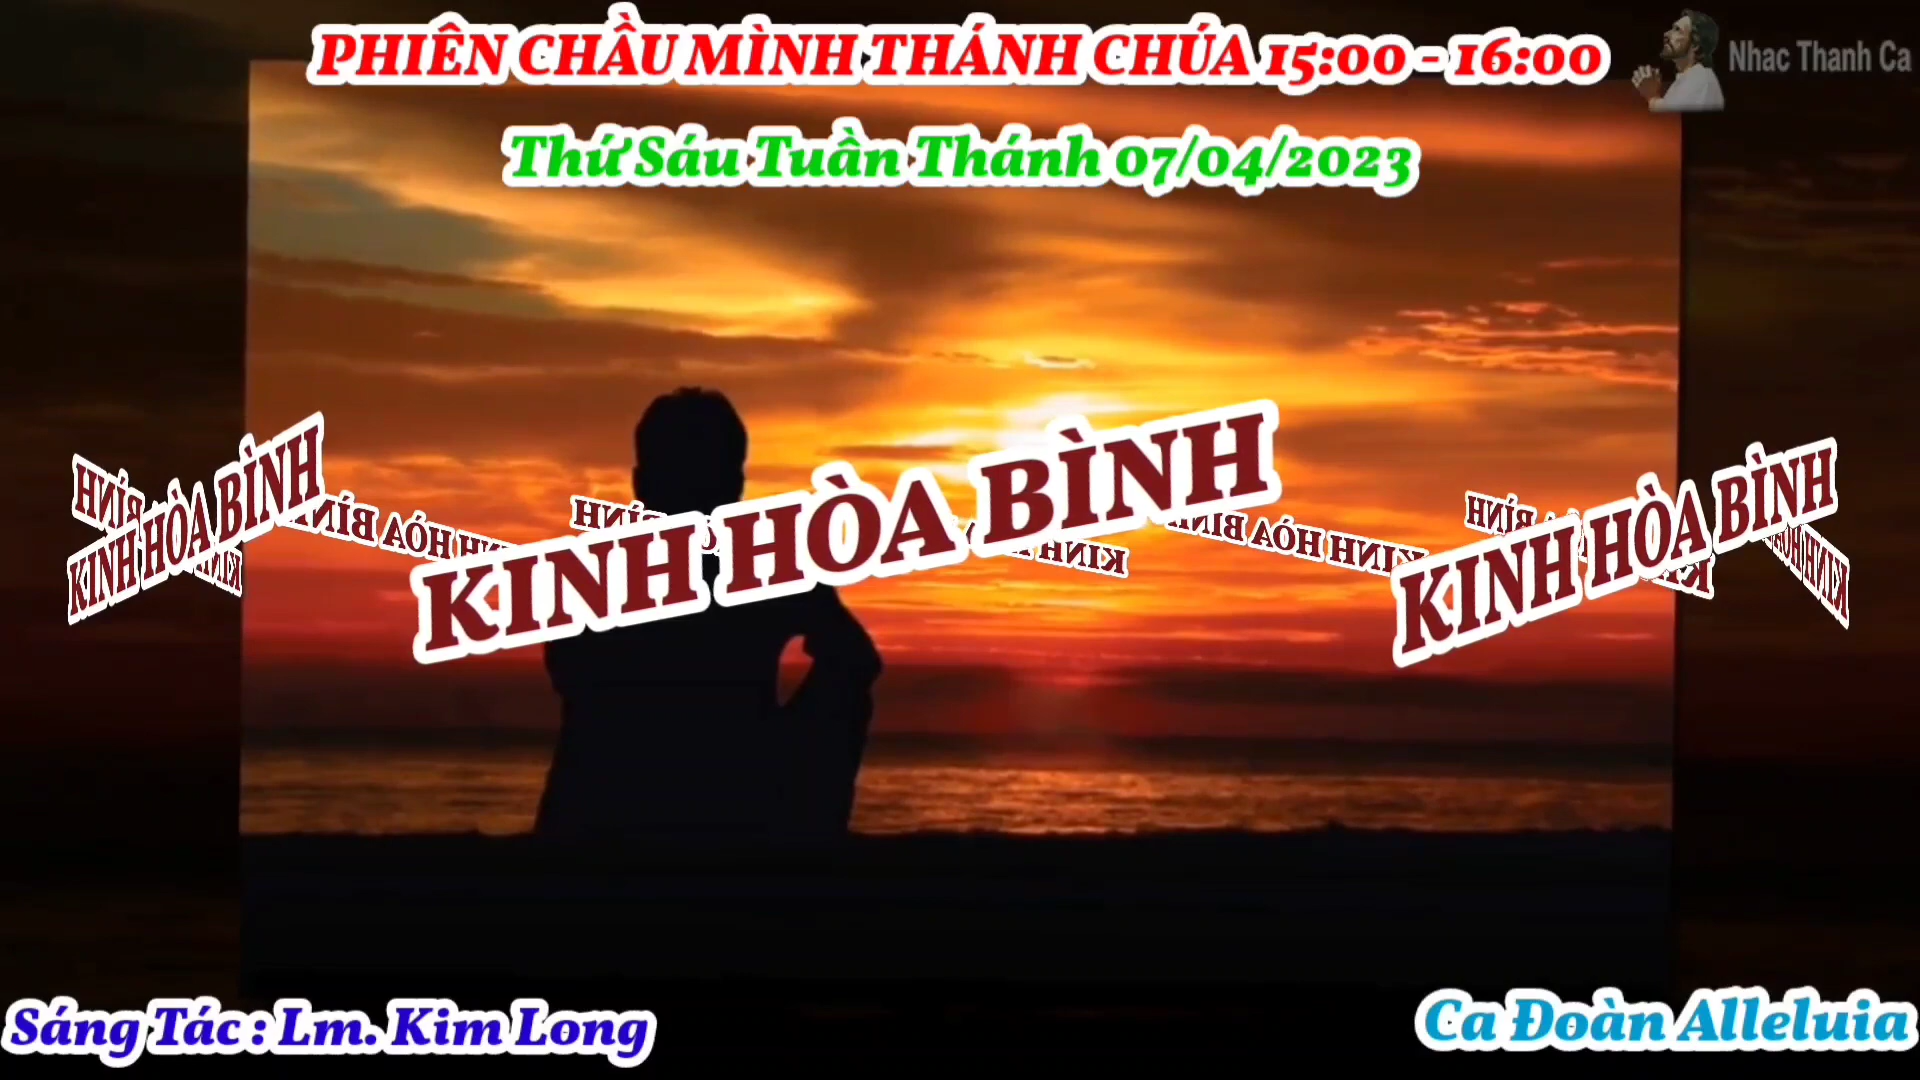 PHIÊN CHẦU MÌNH THÁNH CHÚA 15:00 - 16:00
Nhac Thanh Ca
Thứ Sáu Tuần Thánh 07/04/2023
KINH HÒA BÌNH
KINH HÒA BÌNH
KINH HÒA BÌNH
Sáng Tác : Lm. Kim Long
Ca Đoàn Alleluia